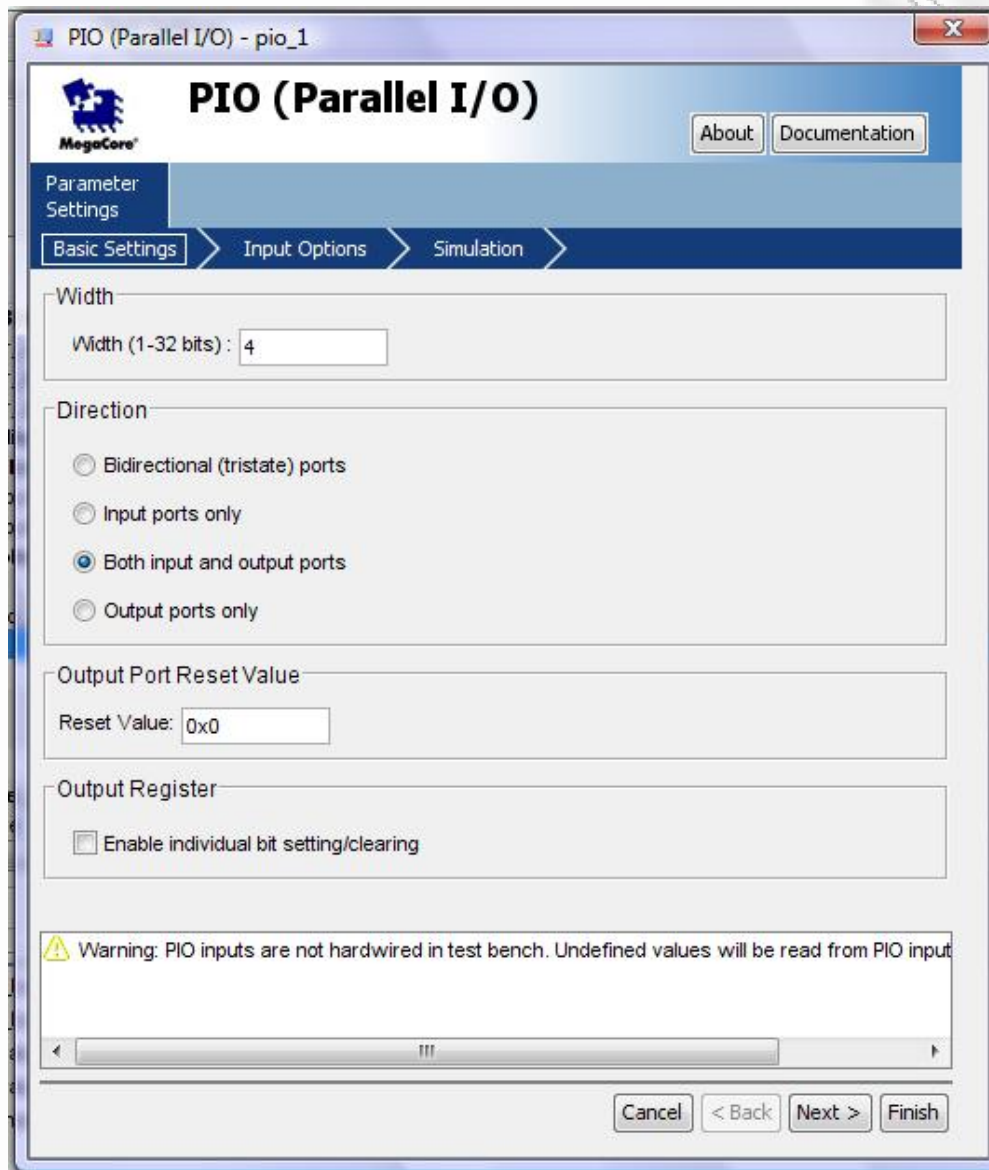 PIO (Parallel I/O) - pio_1
MegaCore®
PIO (Parallel I/O)
About
Documentation
Parameter
Settings
Basic Settings
Input Options
Simulation
Width
Width (1-32 bits) : 4
Direction
Bidirectional (tristate) ports
Input ports only
Both input and output ports
Output ports only
Output Port Reset Value
Reset Value: 0x0
Output Register
Enable individual bit setting/clearing
Warning: PIO inputs are not hardwired in test bench. Undefined values will be read from PIO input
Cancel
< Back
Next >
Finish